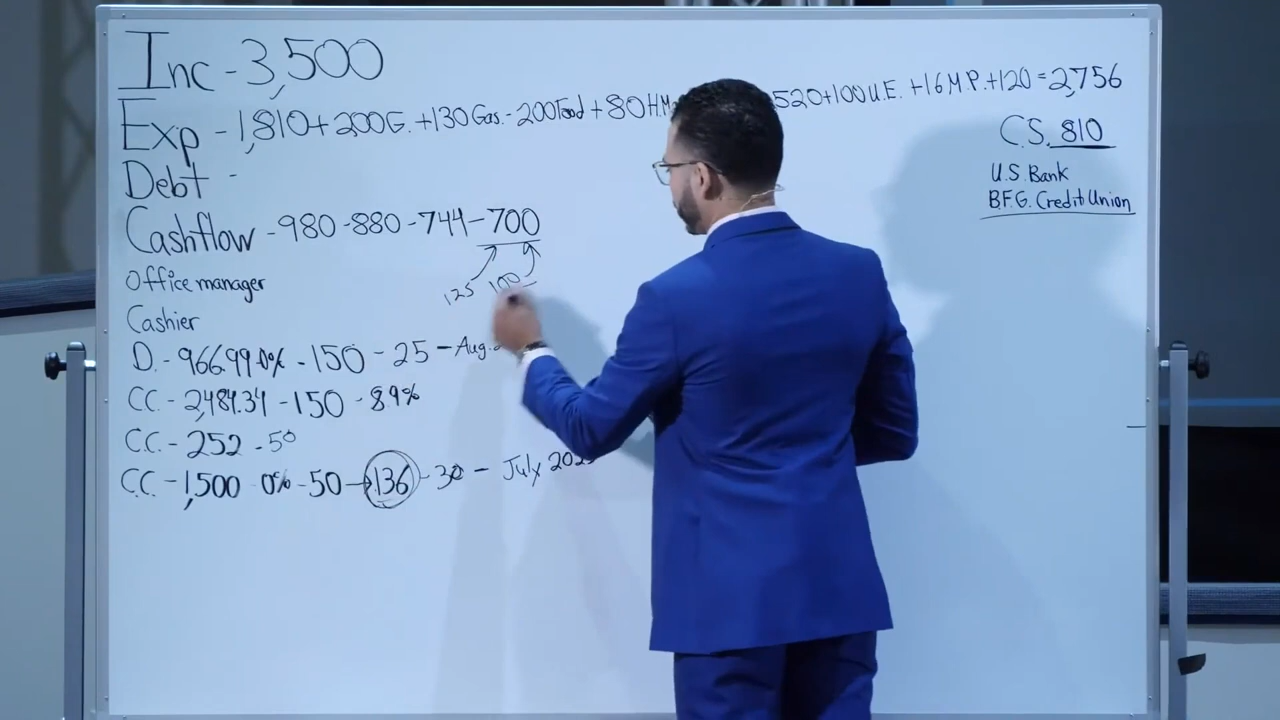 Inc - 3,500
Exp - 1,810 + 200G. + 130 Gas. - 200 Food + 80 H.M 520 + 100 U.E. + 16 M.P. + 120 = 2,756
C.S. 810
Debt -
U.S. Bank
B.F.G. Credit Union
Cashflow - 980 - 880 - 744 - 700
125 100
Office manager
Cashier
D. - 966.99 0% - 150 - 25 - Aug.
C.C. - 2,484.34 - 150 - 89%
C.C. - 252 - 50
C.C. - 1,500 0% - 50 → 136 - 30 - July